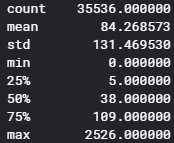 count 35536.000000
mean 84.268573
std 131.469530
min 0.000000
25% 5.000000
50% 38.000000
75% 109.000000
max 2526.000000